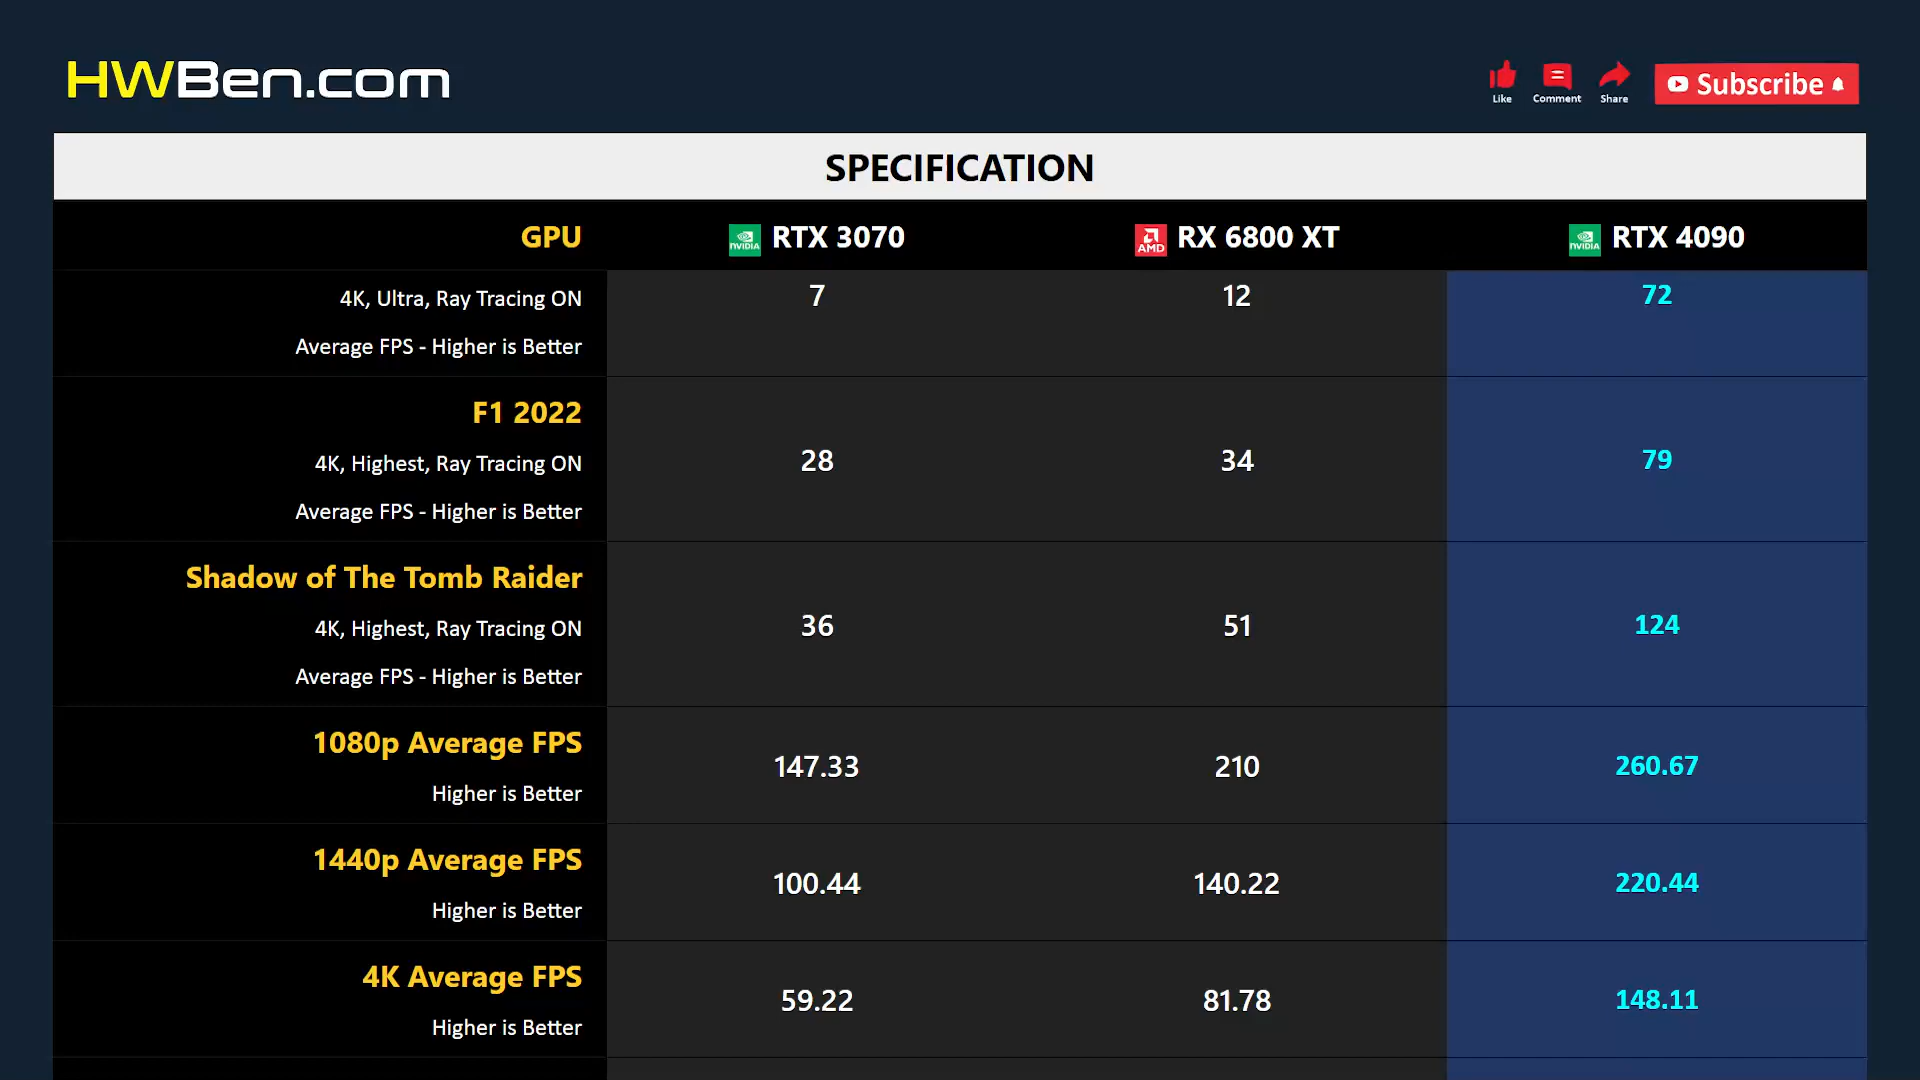 HWBen.com
Like
Comment
Share
Subscribe
SPECIFICATION
GPU
NVIDIA RTX 3070
AMD RX 6800 XT
NVIDIA RTX 4090
4K, Ultra, Ray Tracing ON
7
12
72
Average FPS - Higher is Better
F1 2022
4K, Highest, Ray Tracing ON
28
34
79
Average FPS - Higher is Better
Shadow of The Tomb Raider
4K, Highest, Ray Tracing ON
36
51
124
Average FPS - Higher is Better
1080p Average FPS
147.33
210
260.67
Higher is Better
1440p Average FPS
100.44
140.22
220.44
Higher is Better
4K Average FPS
59.22
81.78
148.11
Higher is Better